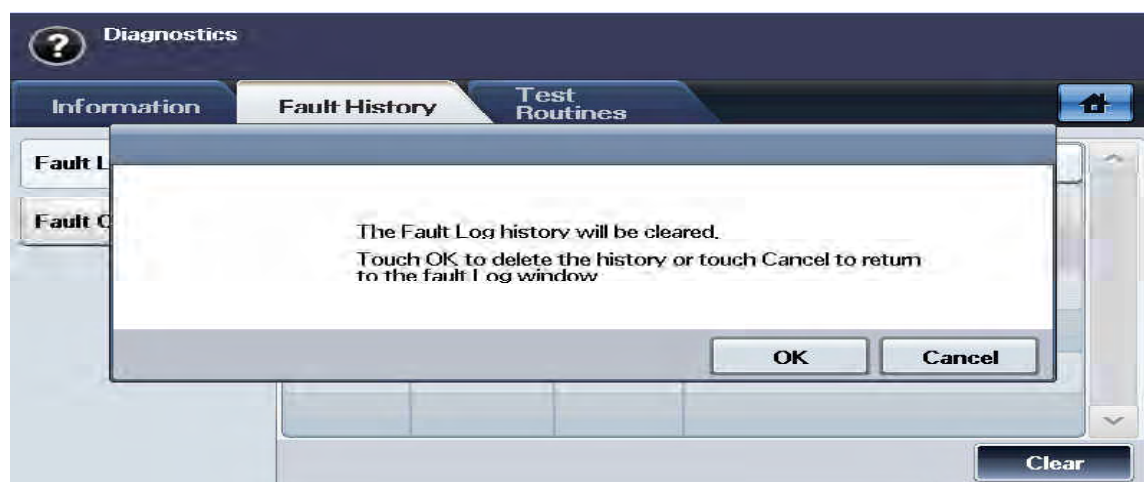 Diagnostics
Information
Fault History
Test
Routines
Fault L
Fault C
The Fault Log history will be cleared.
Touch OK to delete the history or touch Cancel to return
to the fault Log window
OK
Cancel
Clear